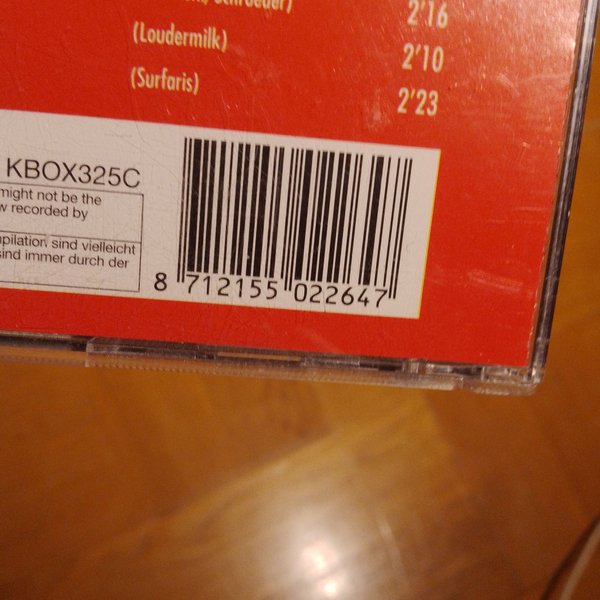 2'16
(Loudermilk) 2'10
(Surfaris) 2'23
KBOX325C
might not be the
recorded by
sind vielleicht
sind immer durch der
8 712155 022647